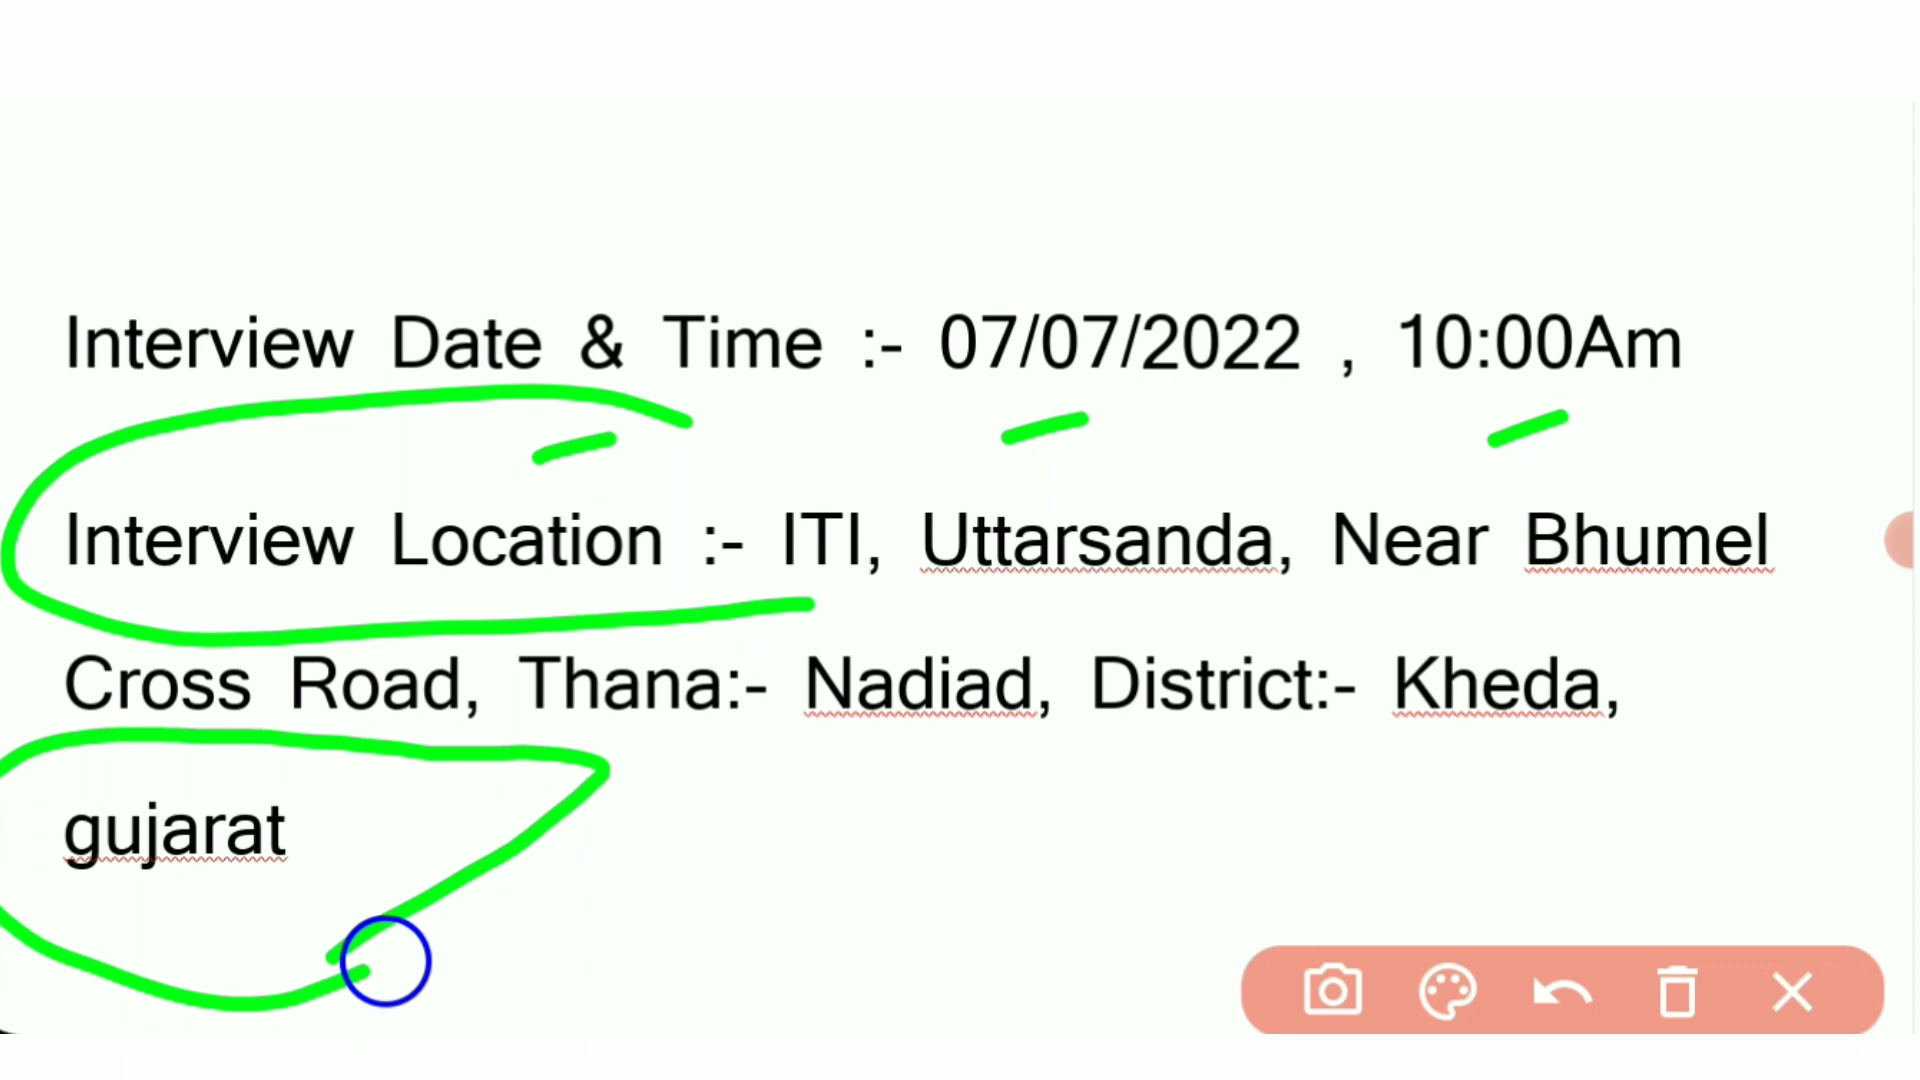 Interview Date & Time :- 07/07/2022 , 10:00Am
Interview Location :- ITI, Uttarsanda, Near Bhumel
Cross Road, Thana:- Nadiad, District:- Kheda,
gujarat